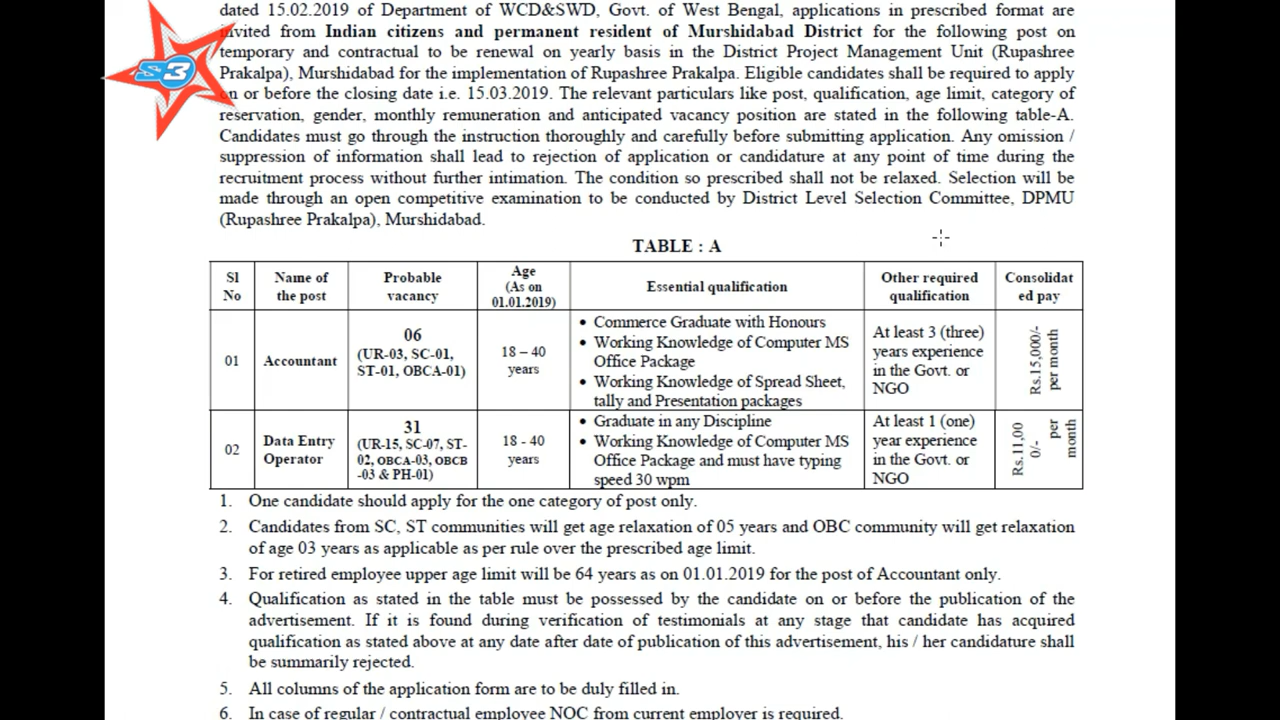 dated 15.02.2019 of Department of WCD&SWD, Govt. of West Bengal, applications in prescribed format are
invited from Indian citizens and permanent resident of Murshidabad District for the following post on
temporary and contractual to be renewal on yearly basis in the District Project Management Unit (Rupashree
Prakalpa), Murshidabad for the implementation of Rupashree Prakalpa. Eligible candidates shall be required to apply
on or before the closing date i.e. 15.03.2019. The relevant particulars like post, qualification, age limit, category of
reservation, gender, monthly remuneration and anticipated vacancy position are stated in the following table-A.
Candidates must go through the instruction thoroughly and carefully before submitting application. Any omission /
suppression of information shall lead to rejection of application or candidature at any point of time during the
recruitment process without further intimation. The condition so prescribed shall not be relaxed. Selection will be
made through an open competitive examination to be conducted by District Level Selection Committee, DPMU
(Rupashree Prakalpa), Murshidabad.
S3
TABLE : A
Sl
No
Name of
the post
Probable
vacancy
Age
(As on
01.01.2019)
Essential qualification
Other required
qualification
Consolidat
ed pay
01
Accountant
06
(UR-03, SC-01,
ST-01, OBCA-01)
18 – 40
years
• Commerce Graduate with Honours
• Working Knowledge of Computer MS
Office Package
• Working Knowledge of Spread Sheet,
tally and Presentation packages
At least 3 (three)
years experience
in the Govt. or
NGO
Rs.15,000/-
per month
02
Data Entry
Operator
31
(UR-15, SC-07, ST-
02, OBCA-03, OBCB
-03 & PH-01)
18 - 40
years
• Graduate in any Discipline
• Working Knowledge of Computer MS
Office Package and must have typing
speed 30 wpm
At least 1 (one)
year experience
in the Govt. or
NGO
Rs.11,00
0/- per
month
1. One candidate should apply for the one category of post only.
2. Candidates from SC, ST communities will get age relaxation of 05 years and OBC community will get relaxation
of age 03 years as applicable as per rule over the prescribed age limit.
3. For retired employee upper age limit will be 64 years as on 01.01.2019 for the post of Accountant only.
4. Qualification as stated in the table must be possessed by the candidate on or before the publication of the
advertisement. If it is found during verification of testimonials at any stage that candidate has acquired
qualification as stated above at any date after date of publication of this advertisement, his / her candidature shall
be summarily rejected.
5. All columns of the application form are to be duly filled in.
6. In case of regular / contractual employee NOC from current employer is required.